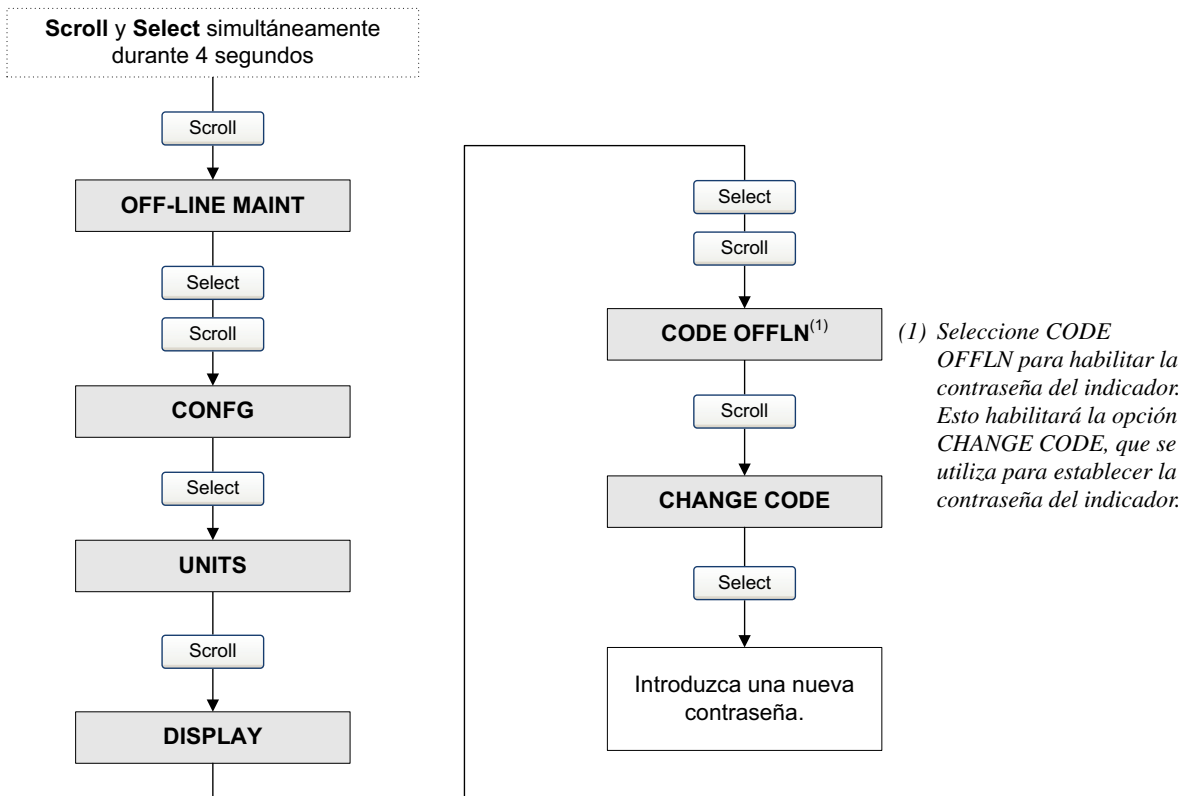 Scroll y Select simultáneamente
durante 4 segundos
Scroll
OFF-LINE MAINT
Select
Scroll
CONFG
Select
UNITS
Scroll
DISPLAY
Select
Scroll
CODE OFFLN(1)
Scroll
CHANGE CODE
Select
Introduzca una nueva
contraseña.
(1) Seleccione CODE
OFFLN para habilitar la
contraseña del indicador.
Esto habilitará la opción
CHANGE CODE, que se
utiliza para establecer la
contraseña del indicador.